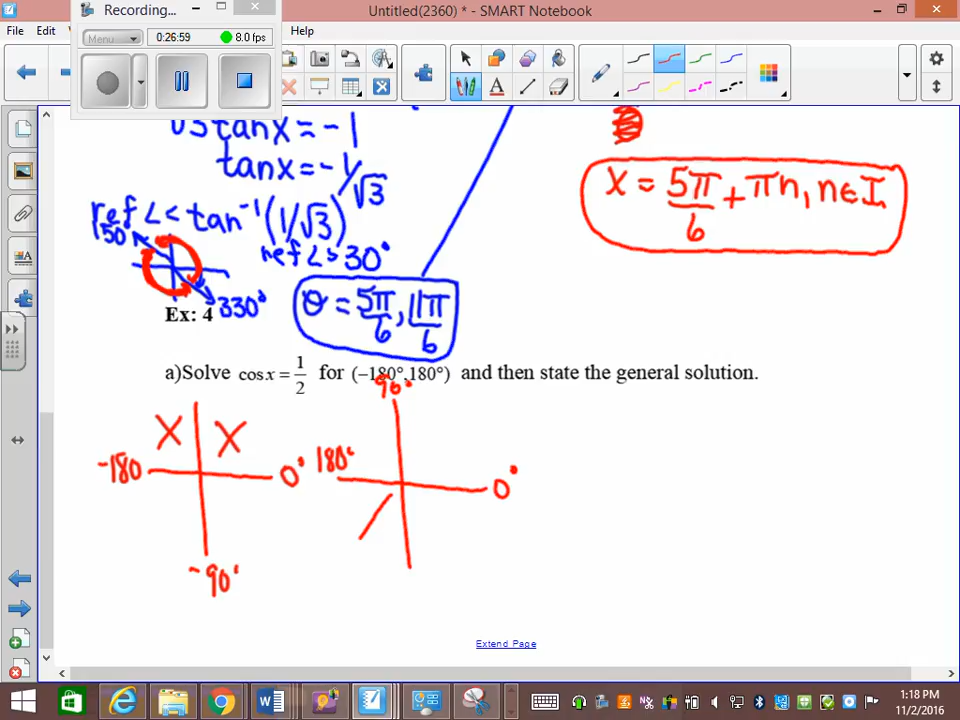 Recording...
Untitled(2360) * - SMART Notebook
File Edit Help
Menu
0:26:59 8.0 fps
√3 tanx = -1
tanx = -1/√3
ref ∠ < tan⁻¹(1/√3)
150°
ref ∠ = 30°
330°
θ = 5π/6, 11π/6
x = 5π/6 + πn, n∈I
Ex: 4
a)Solve cos x = 1/2 for (−180°,180°) and then state the general solution.
90°
X X
-180 0° 180° 0°
-90°
Extend Page
1:18 PM
11/2/2016